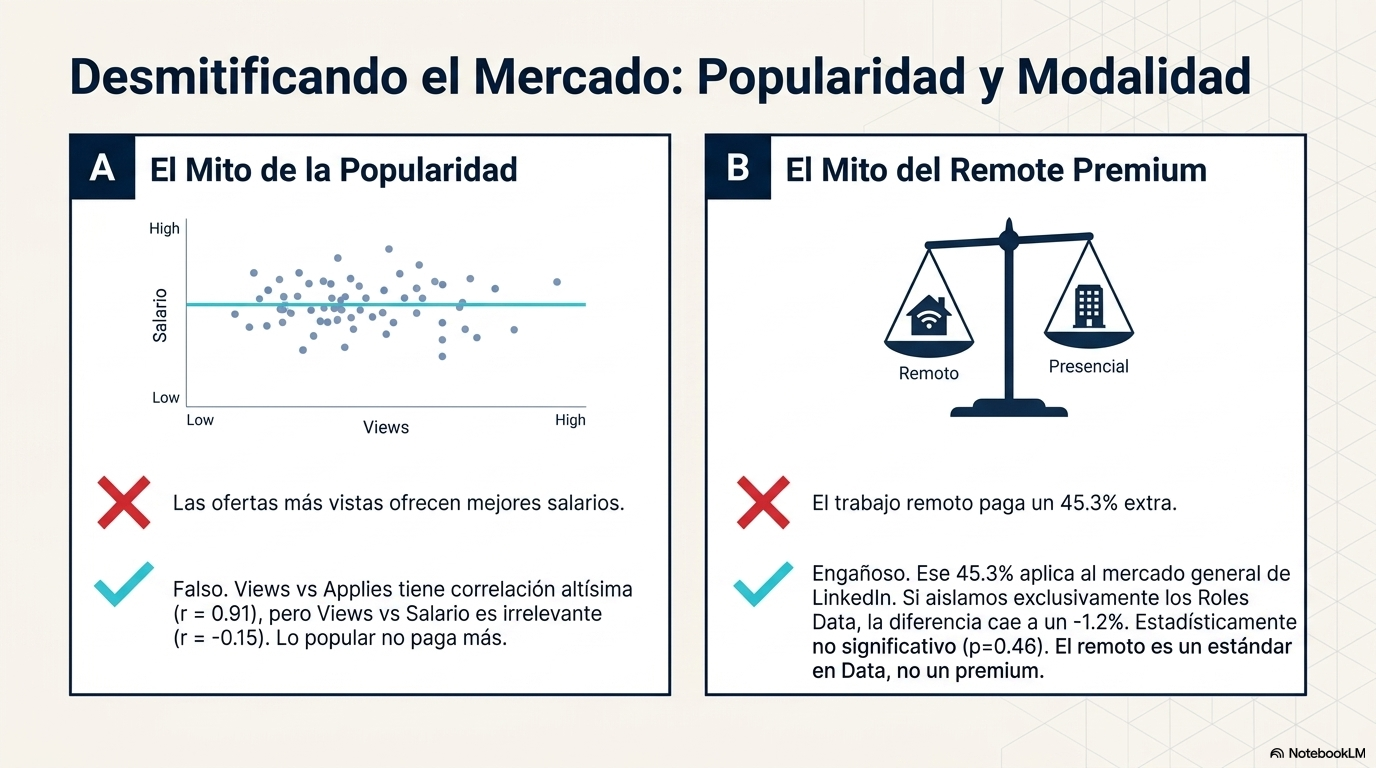 Desmitificando el Mercado: Popularidad y Modalidad
A
El Mito de la Popularidad
High
Salario
Low
Low
High
Views
Las ofertas más vistas ofrecen mejores salarios.
Falso. Views vs Applies tiene correlación altísima
(r = 0.91), pero Views vs Salario es irrelevante
(r = -0.15). Lo popular no paga más.
B
El Mito del Remote Premium
Remoto
Presencial
El trabajo remoto paga un 45.3% extra.
Engañoso. Ese 45.3% aplica al mercado general de
LinkedIn. Si aislamos exclusivamente los Roles
Data, la diferencia cae a un -1.2%. Estadísticamente
no significativo (p=0.46). El remoto es un estándar
en Data, no un premium.
NotebookLM